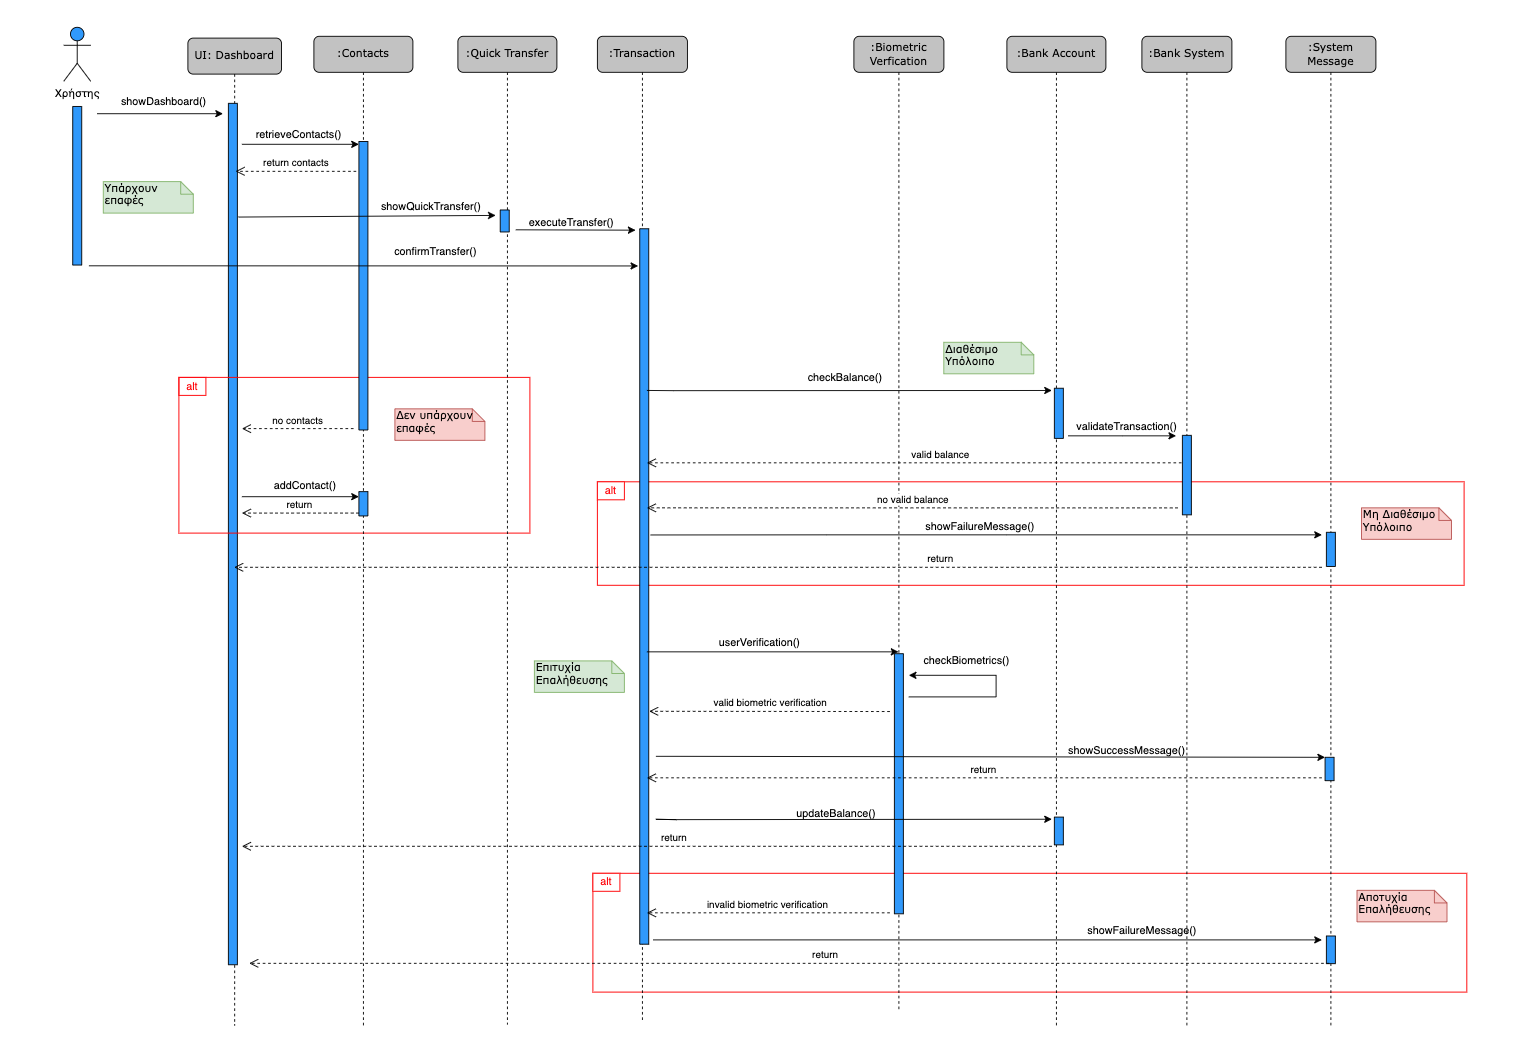 UI: Dashboard
:Contacts
:Quick Transfer
:Transaction
:Biometric
Verfication
:Bank Account
:Bank System
:System
Message
Χρήστης
showDashboard()
retrieveContacts()
return contacts
Υπάρχουν
επαφές
showQuickTransfer()
executeTransfer()
confirmTransfer()
Διαθέσιμο
Υπόλοιπο
checkBalance()
alt
Δεν υπάρχουν
επαφές
no contacts
validateTransaction()
valid balance
addContact()
return
alt
no valid balance
Μη Διαθέσιμο
Υπόλοιπο
showFailureMessage()
return
userVerification()
Επιτυχία
Επαλήθευσης
checkBiometrics()
valid biometric verification
showSuccessMessage()
return
updateBalance()
return
alt
Αποτυχία
Επαλήθευσης
invalid biometric verification
showFailureMessage()
return